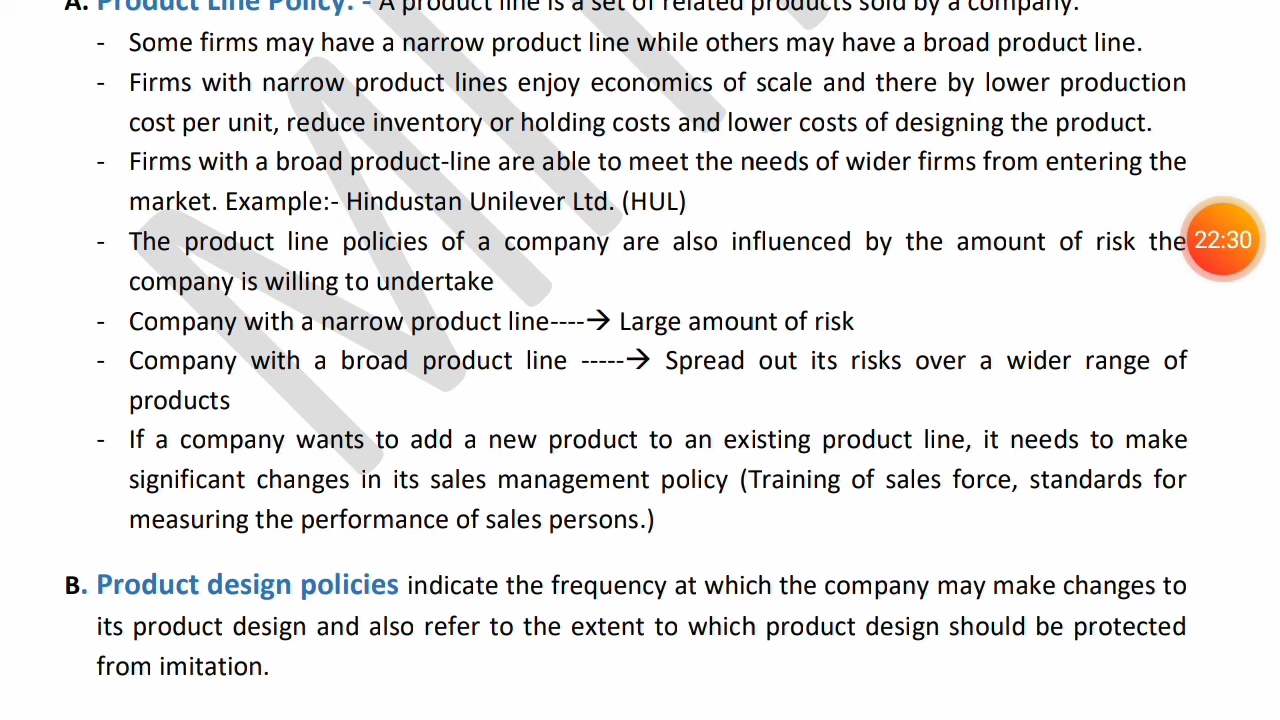 A. Product Line Policy: - A product line is a set of related products sold by a company.
- Some firms may have a narrow product line while others may have a broad product line.
- Firms with narrow product lines enjoy economics of scale and there by lower production
cost per unit, reduce inventory or holding costs and lower costs of designing the product.
- Firms with a broad product-line are able to meet the needs of wider firms from entering the
market. Example:- Hindustan Unilever Ltd. (HUL)
- The product line policies of a company are also influenced by the amount of risk the
22:30
company is willing to undertake
- Company with a narrow product line----→ Large amount of risk
- Company with a broad product line -----→ Spread out its risks over a wider range of
products
- If a company wants to add a new product to an existing product line, it needs to make
significant changes in its sales management policy (Training of sales force, standards for
measuring the performance of sales persons.)
B. Product design policies indicate the frequency at which the company may make changes to
its product design and also refer to the extent to which product design should be protected
from imitation.